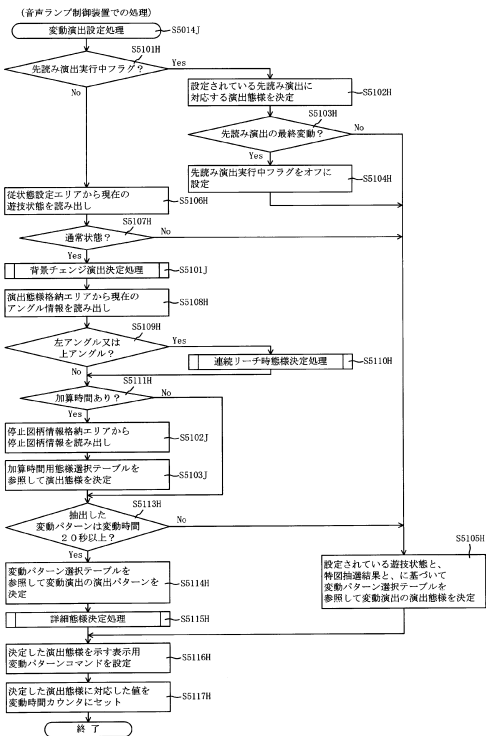 (音声ランプ制御装置での処理)
変動演出設定処理
S5014J
S5101H
先読み演出実行中フラグ?
Yes
No
設定されている先読み演出に
対応する演出態様を決定
S5102H
S5103H
先読み演出の最終変動?
No
Yes
先読み演出実行中フラグをオフに
設定
S5104H
従状態設定エリアから現在の
遊技状態を読み出し
S5106H
S5107H
通常状態?
No
Yes
背景チェンジ演出決定処理
S5101J
演出態様格納エリアから現在の
アングル情報を読み出し
S5108H
S5109H
左アングル又は
上アングル?
Yes
No
連続リーチ時態様決定処理
S5110H
S5111H
加算時間あり?
No
Yes
停止図柄情報格納エリアから
停止図柄情報を読み出し
S5102J
加算時間用態様選択テーブルを
参照して演出態様を決定
S5103J
S5113H
抽出した
変動パターンは変動時間
20秒以上?
No
Yes
S5105H
設定されている遊技状態と、
特図抽選結果と、に基づいて
変動パターン選択テーブルを
参照して変動演出の演出態様を決定
変動パターン選択テーブルを
参照して変動演出の演出パターンを
決定
S5114H
詳細態様決定処理
S5115H
決定した演出態様を示す表示用
変動パターンコマンドを設定
S5116H
決定した演出態様に対応した値を
変動時間カウンタにセット
S5117H
終了